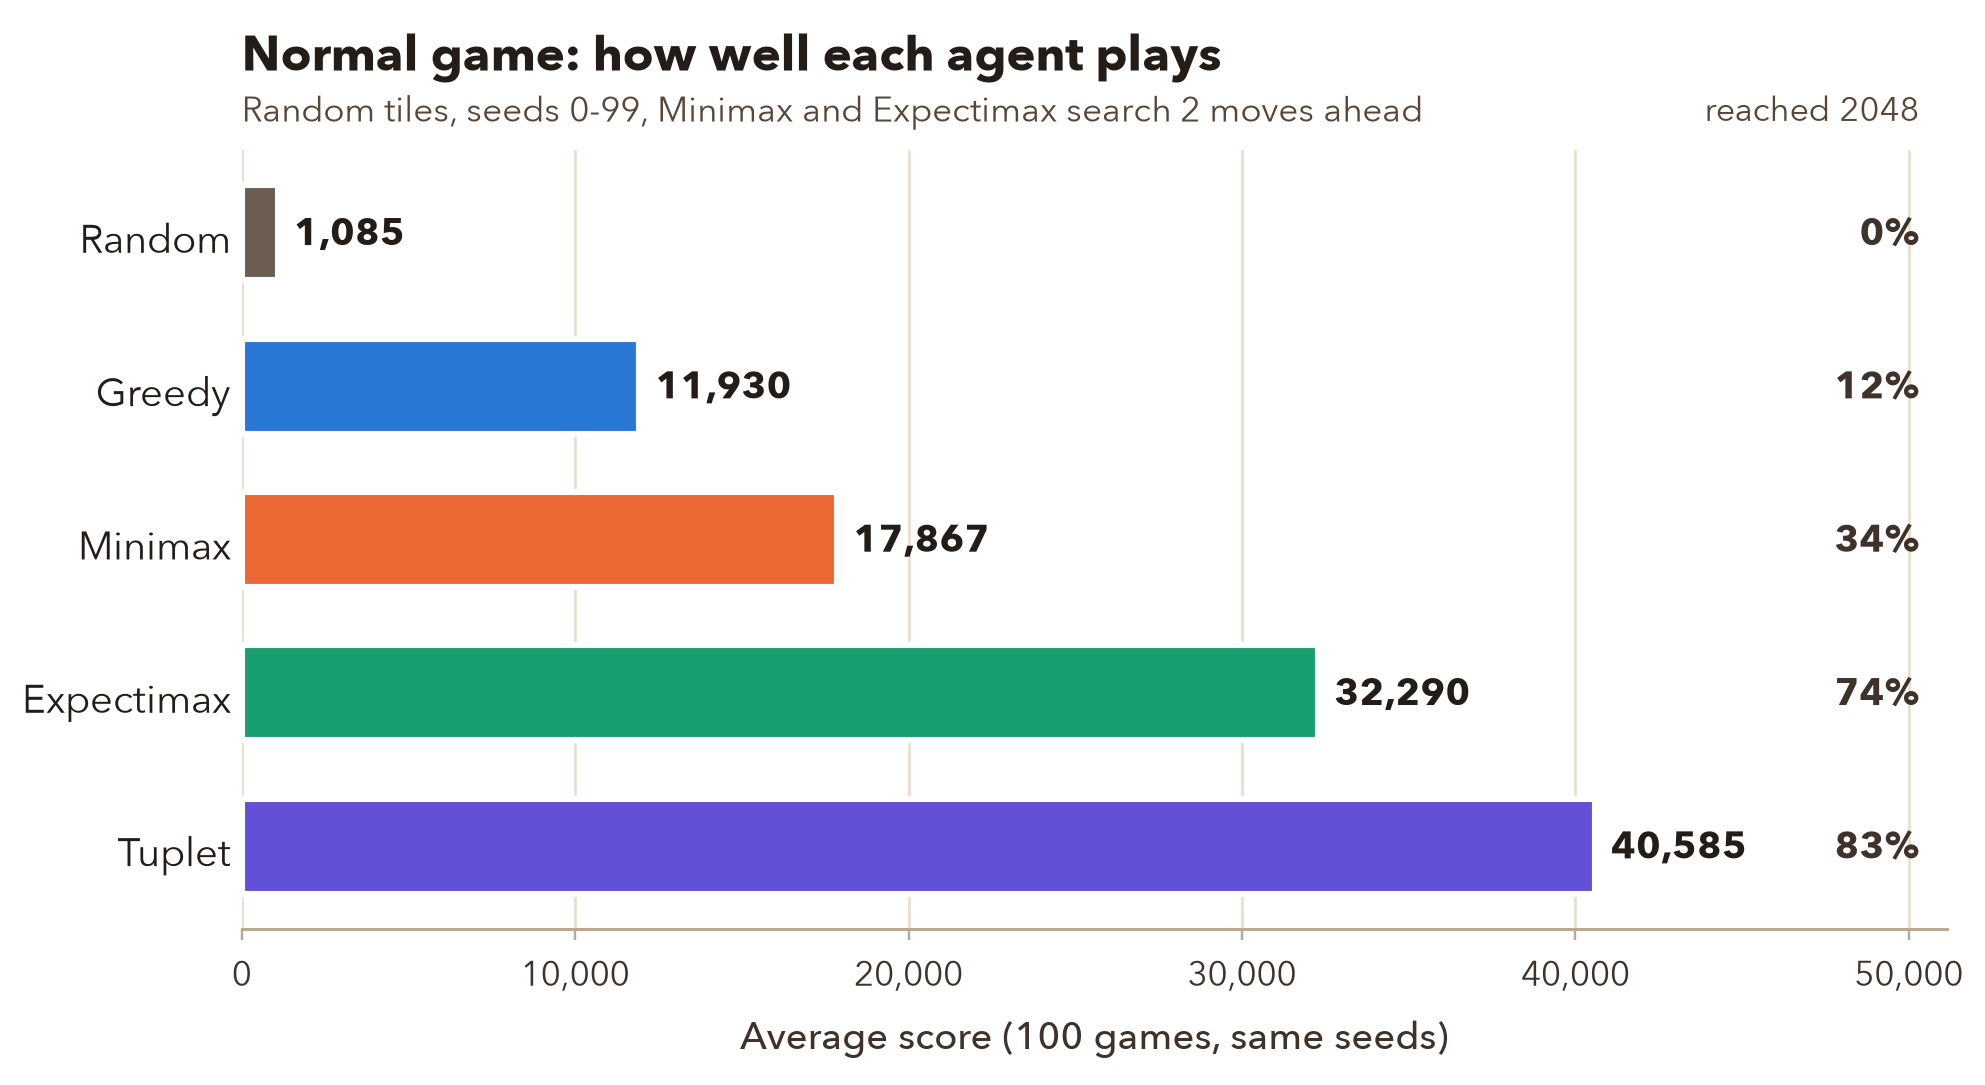 Normal game: how well each agent plays
Random tiles, seeds 0-99, Minimax and Expectimax search 2 moves ahead
reached 2048
Random 1,085 0%
Greedy 11,930 12%
Minimax 17,867 34%
Expectimax 32,290 74%
Tuplet 40,585 83%
0 10,000 20,000 30,000 40,000 50,000
Average score (100 games, same seeds)